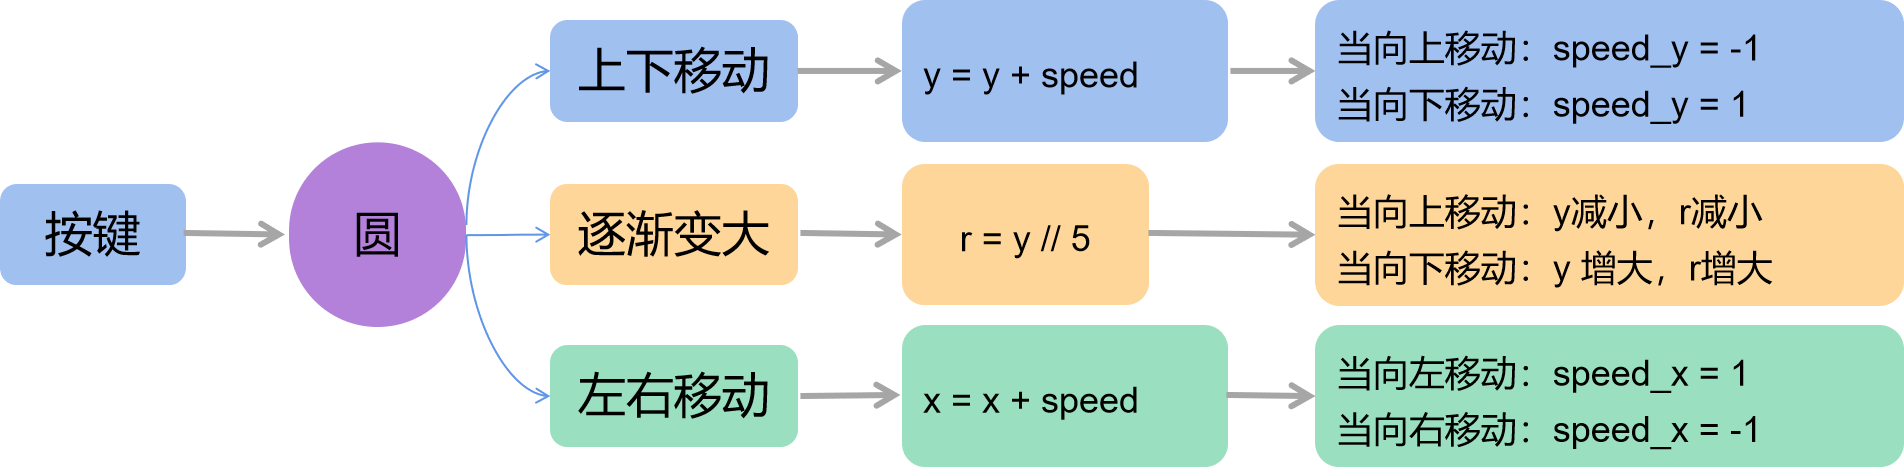 按键
圆
上下移动
y = y + speed
当向上移动：speed_y = -1
当向下移动：speed_y = 1
逐渐变大
r = y // 5
当向上移动：y减小，r减小
当向下移动：y 增大，r增大
左右移动
x = x + speed
当向左移动：speed_x = 1
当向右移动：speed_x = -1